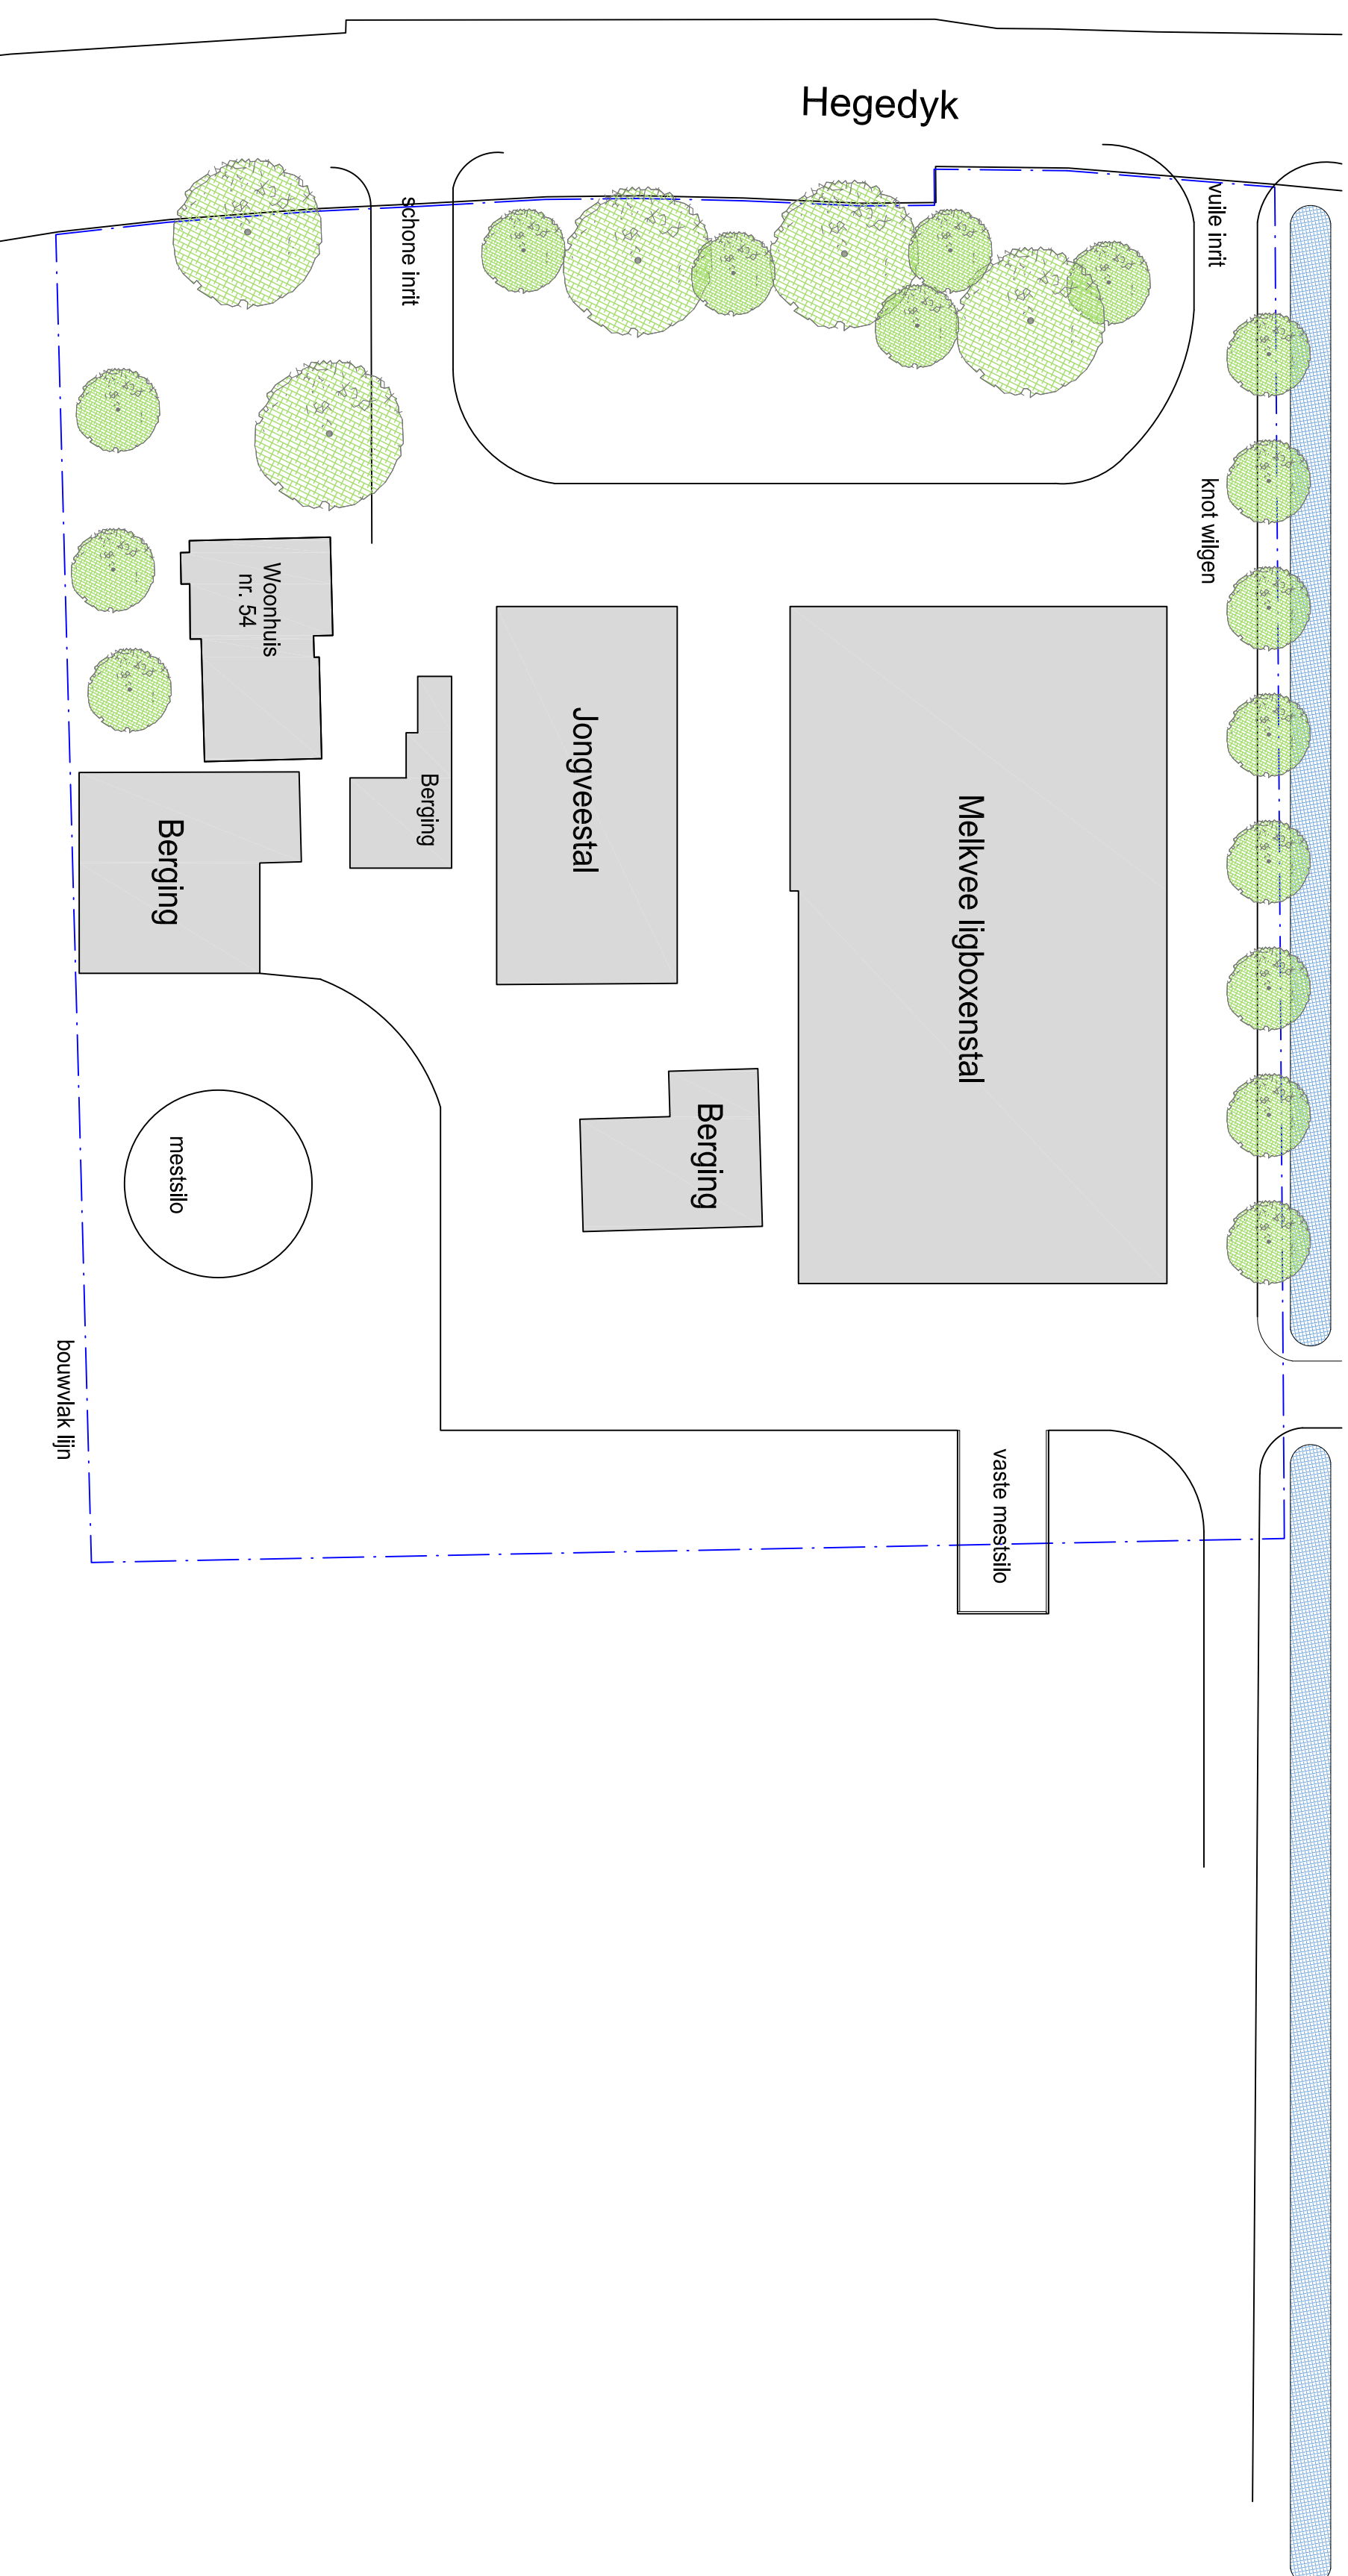 Hegedyk
schone inrit
vuile inrit
knot wilgen
Woonhuis
nr. 54
Berging
Berging
Jongveestal
Melkvee ligboxenstal
Berging
mestsilo
bouwvlak lijn
vaste mestsilo